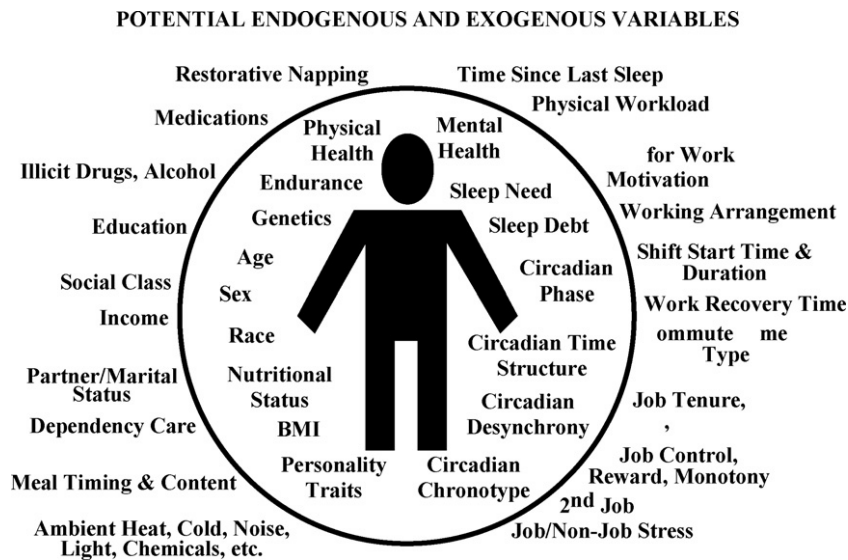 POTENTIAL ENDOGENOUS AND EXOGENOUS VARIABLES
Restorative Napping
Medications
Illicit Drugs, Alcohol
Education
Social Class
Income
Partner/Marital
Status
Dependency Care
Meal Timing & Content
Ambient Heat, Cold, Noise,
Light, Chemicals, etc.
Physical
Health
Endurance
Genetics
Age
Sex
Race
Nutritional
Status
BMI
Personality
Traits
Mental
Health
Sleep Need
Sleep Debt
Circadian
Phase
Circadian Time
Structure
Circadian
Desynchrony
Circadian
Chronotype
Time Since Last Sleep
Physical Workload
for Work
Motivation
Working Arrangement
Shift Start Time &
Duration
Work Recovery Time
ommute me
Type
Job Tenure,
,
Job Control,
Reward, Monotony
2nd Job
Job/Non-Job Stress